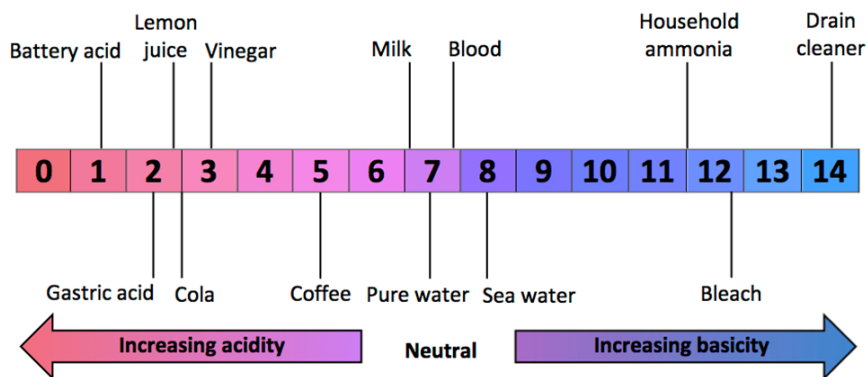 Lemon
juice
Household
ammonia
Drain
cleaner
Battery acid
Vinegar
Milk
Blood
0 1 2 3 4 5 6 7 8 9 10 11 12 13 14
Gastric acid
Cola
Coffee
Pure water
Sea water
Bleach
Increasing acidity
Neutral
Increasing basicity